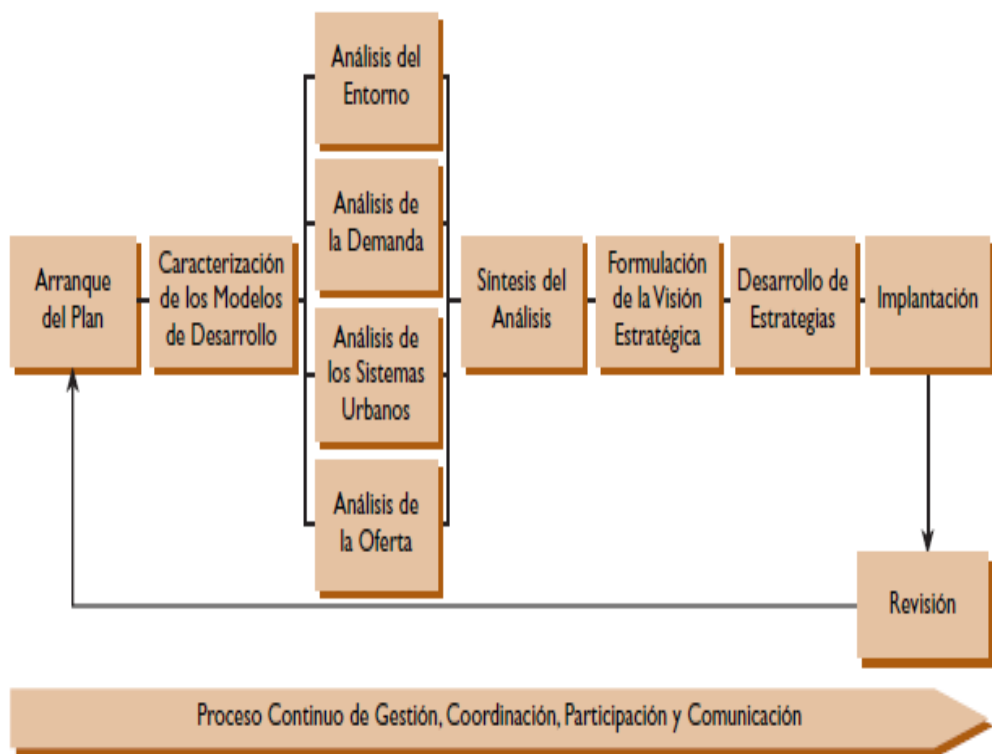 Análisis del
Entorno
Análisis de
la Demanda
Arranque
del Plan
Caracterización
de los Modelos
de Desarrollo
Síntesis del
Análisis
Formulación
de la Visión
Estratégica
Desarrollo de
Estrategias
Implantación
Análisis de
los Sistemas
Urbanos
Análisis de
la Oferta
Revisión
Proceso Continuo de Gestión, Coordinación, Participación y Comunicación